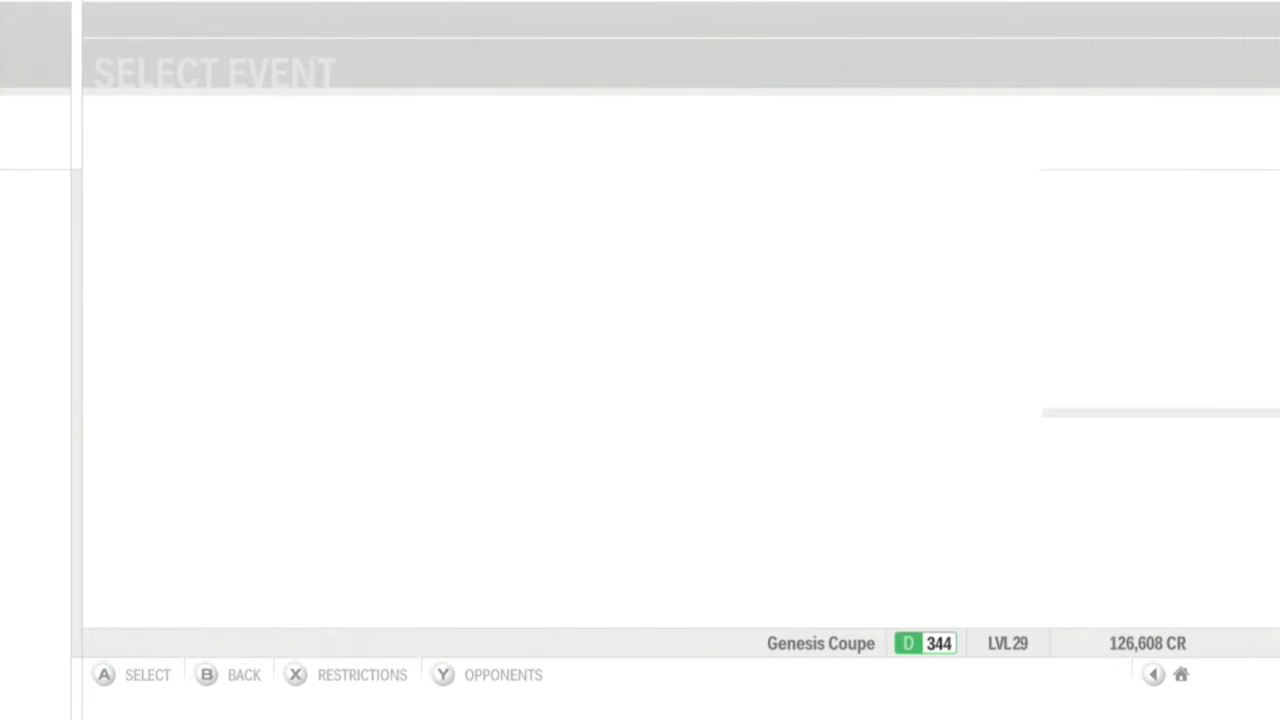 SELECT EVENT
Genesis Coupe D 344 LVL 29 126,608 CR
A SELECT B BACK X RESTRICTIONS Y OPPONENTS